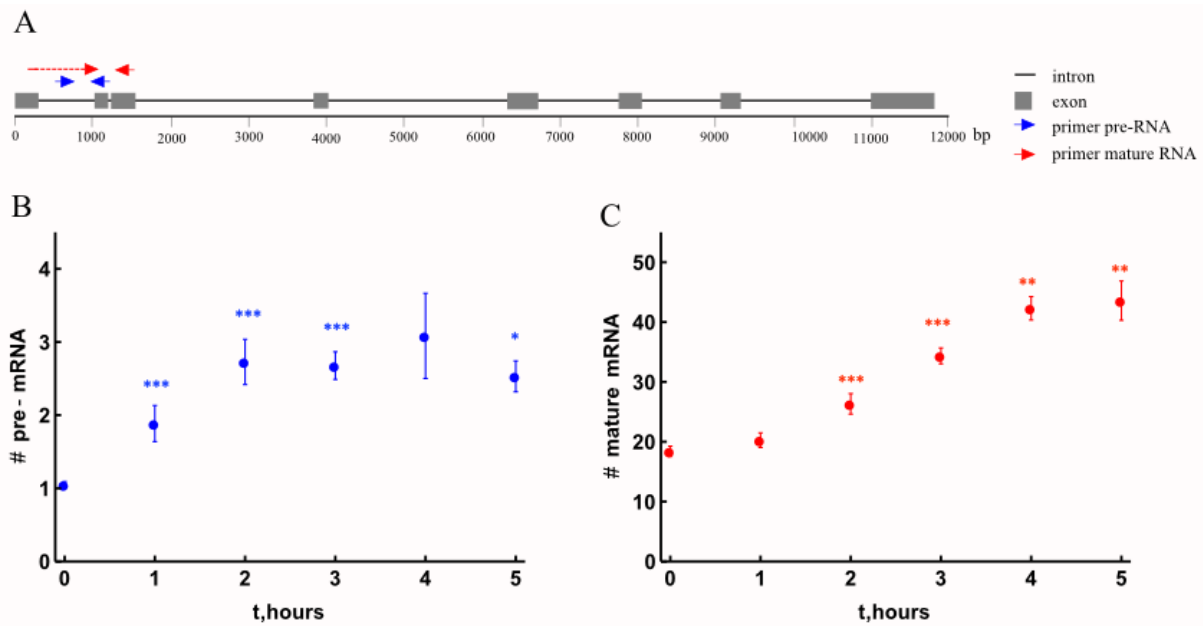 A
intron
exon
primer pre-RNA
primer mature RNA
0 1000 2000 3000 4000 5000 6000 7000 8000 9000 10000 11000 12000 bp
B
# pre - mRNA
4
3
2
1
0
***
***
***
*
0 1 2 3 4 5
t,hours
C
# mature mRNA
50
40
30
20
10
0
***
***
**
**
0 1 2 3 4 5
t,hours